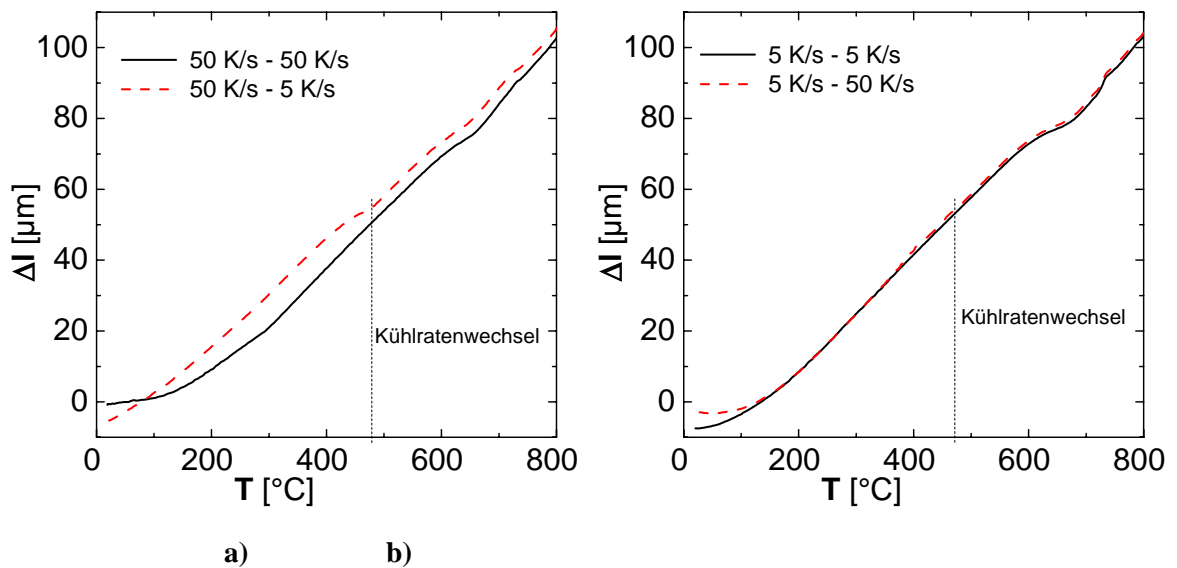 100
80
60
40
20
0
Δl [µm]
50 K/s - 50 K/s
50 K/s - 5 K/s
Kühlratenwechsel
0 200 400 600 800
T [°C]
100
80
60
40
20
0
Δl [µm]
5 K/s - 5 K/s
5 K/s - 50 K/s
Kühlratenwechsel
0 200 400 600 800
T [°C]
a) b)